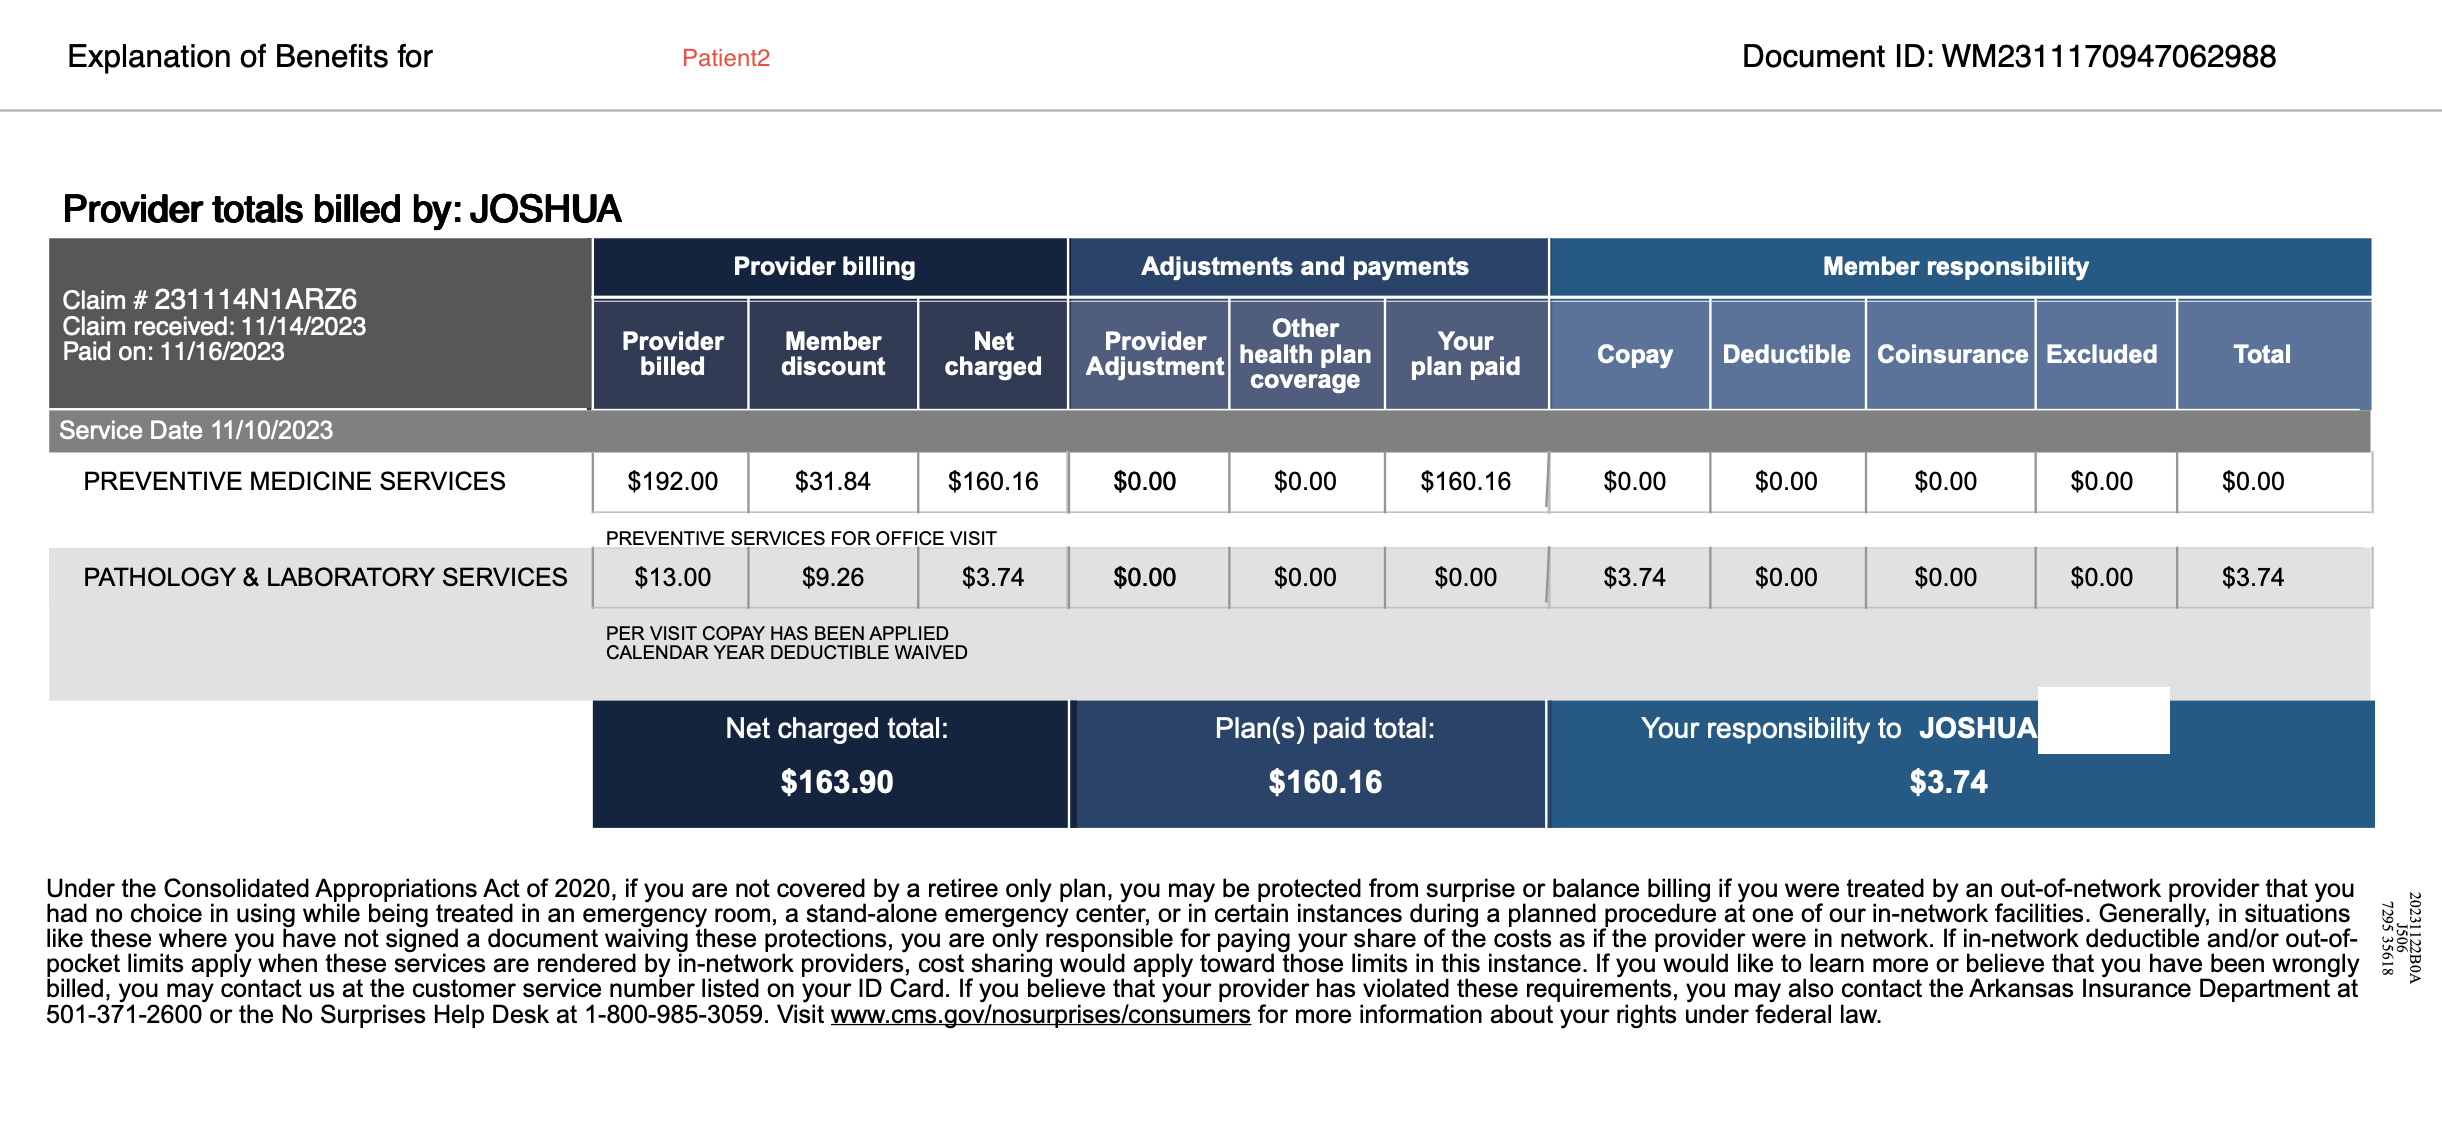 Explanation of Benefits for Patient2 Document ID: WM2311170947062988
Provider totals billed by: JOSHUA
Claim # 231114N1ARZ6
Claim received: 11/14/2023
Paid on: 11/16/2023
Provider billing Adjustments and payments Member responsibility
Provider billed
Member discount
Net charged
Provider Adjustment
Other health plan coverage
Your plan paid
Copay
Deductible
Coinsurance
Excluded
Total
Service Date 11/10/2023
PREVENTIVE MEDICINE SERVICES $192.00 $31.84 $160.16 $0.00 $0.00 $160.16 $0.00 $0.00 $0.00 $0.00 $0.00
PREVENTIVE SERVICES FOR OFFICE VISIT
PATHOLOGY & LABORATORY SERVICES $13.00 $9.26 $3.74 $0.00 $0.00 $0.00 $3.74 $0.00 $0.00 $0.00 $3.74
PER VISIT COPAY HAS BEEN APPLIED
CALENDAR YEAR DEDUCTIBLE WAIVED
Net charged total: Plan(s) paid total: Your responsibility to JOSHUA
$163.90 $160.16 $3.74
Under the Consolidated Appropriations Act of 2020, if you are not covered by a retiree only plan, you may be protected from surprise or balance billing if you were treated by an out-of-network provider that you
had no choice in using while being treated in an emergency room, a stand-alone emergency center, or in certain instances during a planned procedure at one of our in-network facilities. Generally, in situations
like these where you have not signed a document waiving these protections, you are only responsible for paying your share of the costs as if the provider were in network. If in-network deductible and/or out-of-
pocket limits apply when these services are rendered by in-network providers, cost sharing would apply toward those limits in this instance. If you would like to learn more or believe that you have been wrongly
billed, you may contact us at the customer service number listed on your ID Card. If you believe that your provider has violated these requirements, you may also contact the Arkansas Insurance Department at
501-371-2600 or the No Surprises Help Desk at 1-800-985-3059. Visit www.cms.gov/nosurprises/consumers for more information about your rights under federal law.
20231122B0A
J506
7295 35618